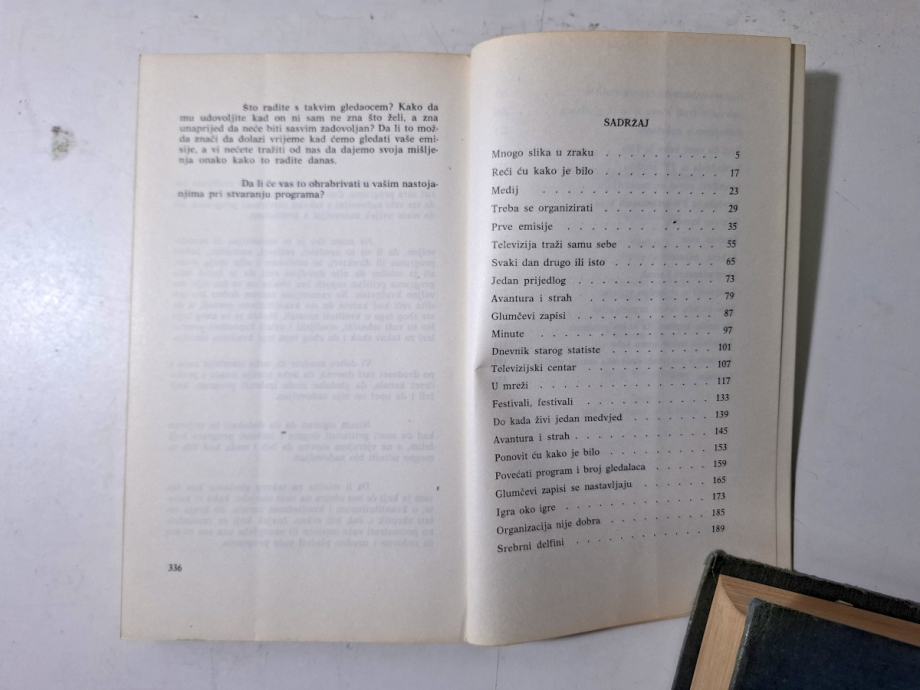 Što radite s takvim gledaocem? Kako da
mu udovoljite kad on ni sam ne zna što želi, a zna
unaprijed da neće biti sasvim zadovoljan? Da li to mož-
da znači da dolazi vrijeme kad ćemo gledati vaše emi-
sije, a vi nećete tražiti od nas da dajemo svoja mišlje-
nja onako kako to radite danas.
Da li će vas to ohrabrivati u vašim nastoja-
njima pri stvaranju programa?
336
SADRŽAJ
Mnogo slika u zraku . . . . . . . . . 5
Reći ću kako je bilo . . . . . . . . . 17
Medij . . . . . . . . . . . . . 23
Treba se organizirati . . . . . . . . . 29
Prve emisije . . . . . . . . . . . 35
Televizija traži samu sebe . . . . . . . 55
Svaki dan drugo ili isto . . . . . . . . 65
Jedan prijedlog . . . . . . . . . . 73
Avantura i strah . . . . . . . . . . 79
Glumčevi zapisi . . . . . . . . . . 87
Minute . . . . . . . . . . . . 97
Dnevnik starog statiste . . . . . . . . 101
Televizijski centar . . . . . . . . . 107
U mreži . . . . . . . . . . . . 117
Festivali, festivali . . . . . . . . . 133
Do kada živi jedan medvjed . . . . . . 139
Avantura i strah . . . . . . . . . . 145
Ponovit ću kako je bilo . . . . . . . . 153
Povećati program i broj gledalaca . . . . . 159
Glumčevi zapisi se nastavljaju . . . . . . 165
Igra oko igre . . . . . . . . . . . 173
Organizacija nije dobra . . . . . . . . 185
Srebrni delfini . . . . . . . . . . 189